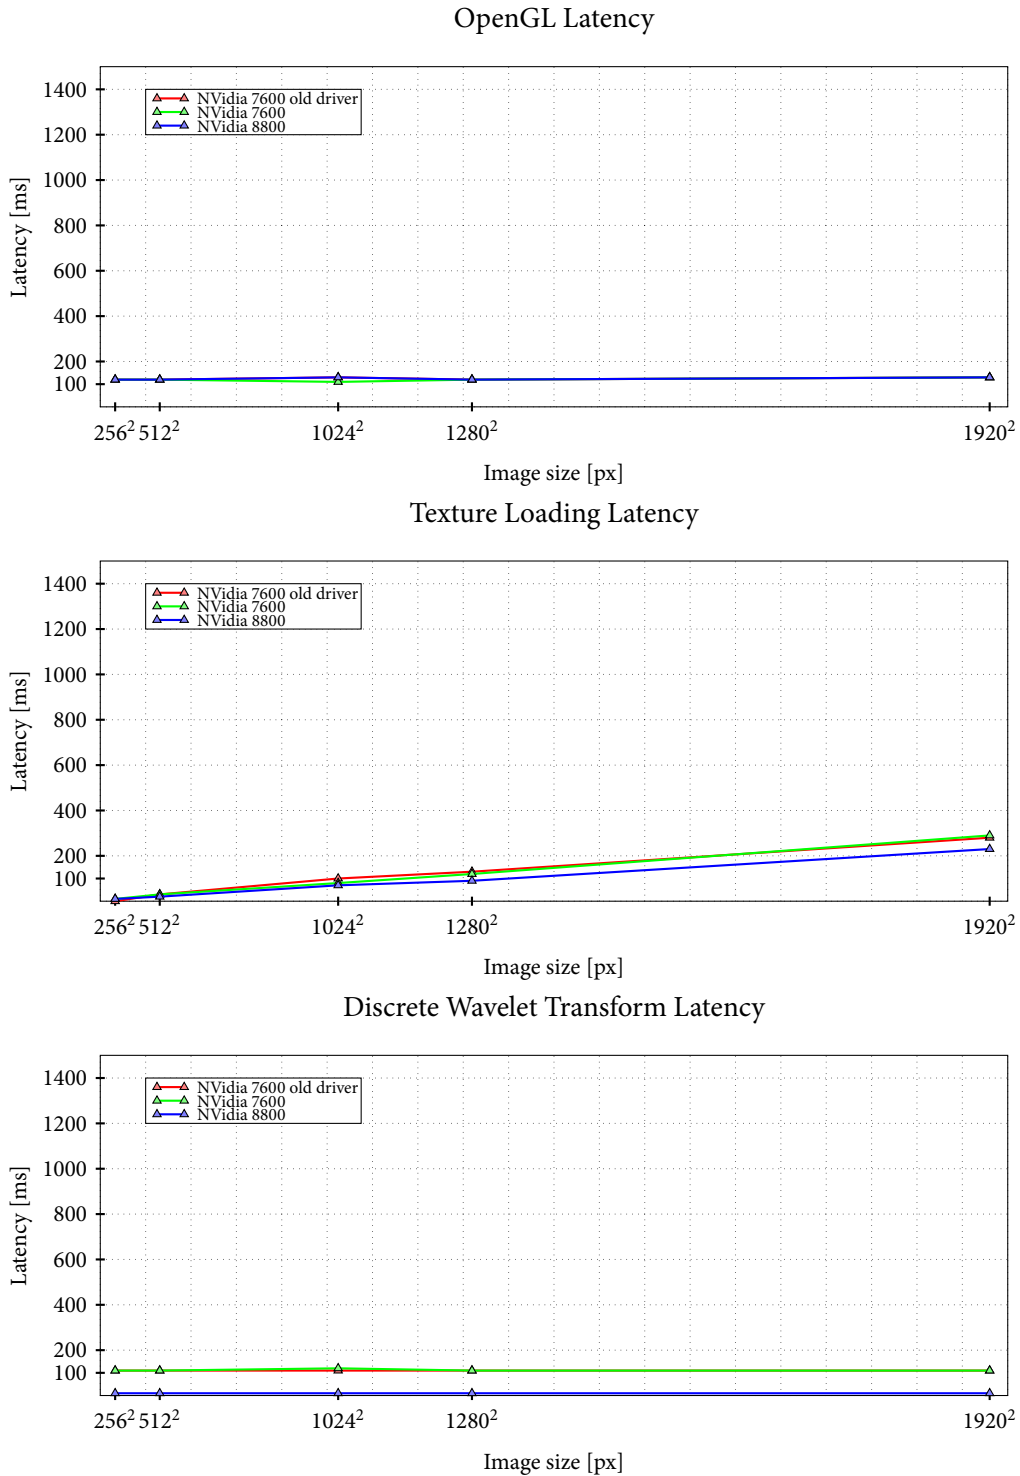 OpenGL Latency
1400
1200
1000
800
600
400
200
100
Latency [ms]
NVidia 7600 old driver
NVidia 7600
NVidia 8800
256² 512² 1024² 1280² 1920²
Image size [px]
Texture Loading Latency
1400
1200
1000
800
600
400
200
100
Latency [ms]
NVidia 7600 old driver
NVidia 7600
NVidia 8800
256² 512² 1024² 1280² 1920²
Image size [px]
Discrete Wavelet Transform Latency
1400
1200
1000
800
600
400
200
100
Latency [ms]
NVidia 7600 old driver
NVidia 7600
NVidia 8800
256² 512² 1024² 1280² 1920²
Image size [px]